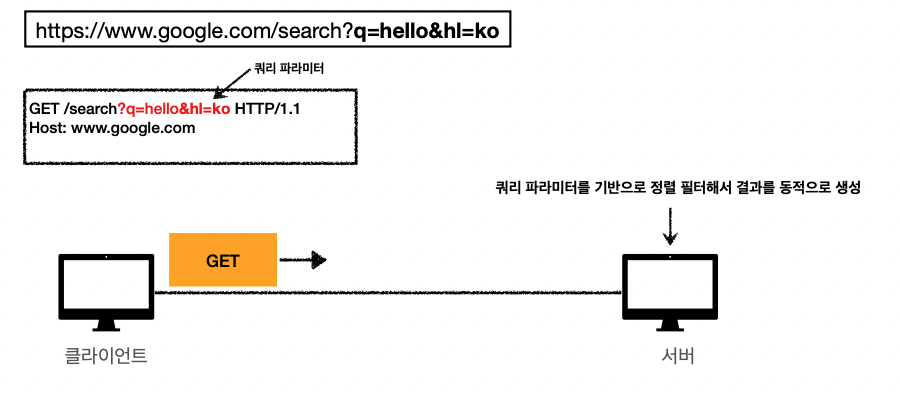 https://www.google.com/search?q=hello&hl=ko
쿼리 파라미터
GET /search?q=hello&hl=ko HTTP/1.1
Host: www.google.com
쿼리 파라미터를 기반으로 정렬 필터해서 결과를 동적으로 생성
GET
클라이언트
서버